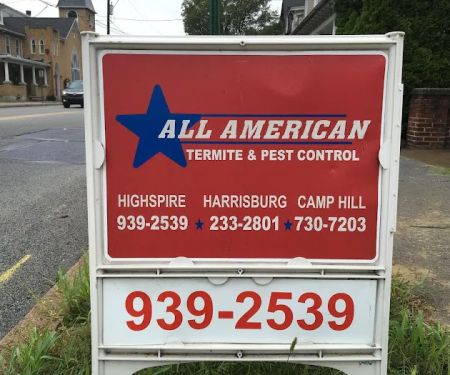 ALL AMERICAN
TERMITE & PEST CONTROL
HIGHSPIRE HARRISBURG CAMP HILL
939-2539 ★ 233-2801 ★ 730-7203
939-2539